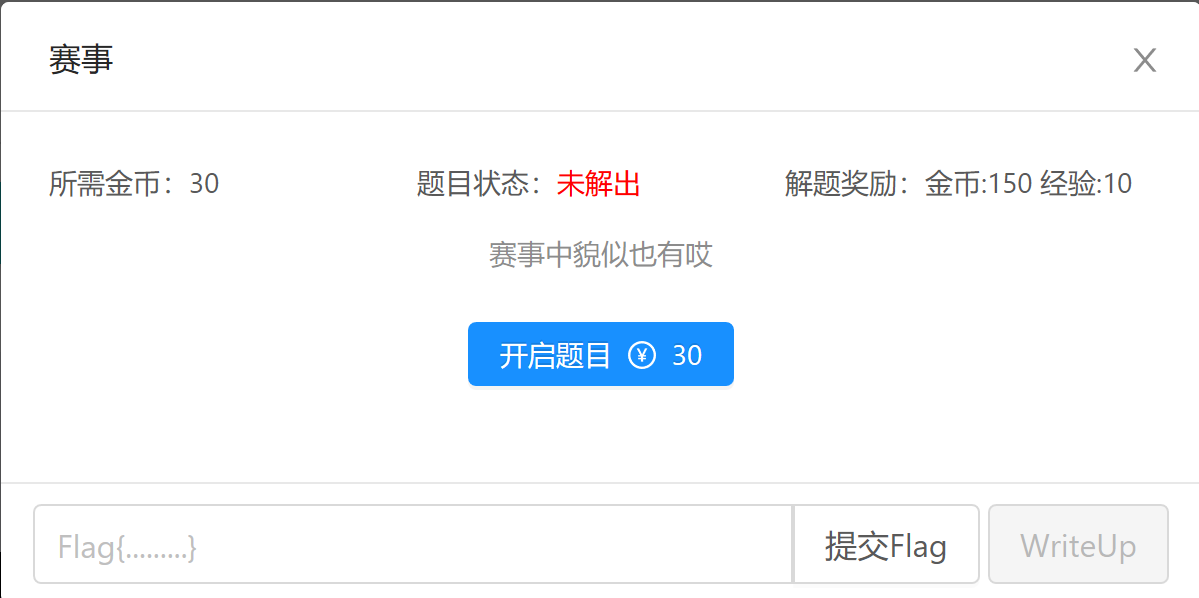 赛事
所需金币：30 题目状态：未解出 解题奖励：金币:150 经验:10
赛事中貌似也有哎
开启题目 ¥ 30
Flag{.........} 提交Flag WriteUp